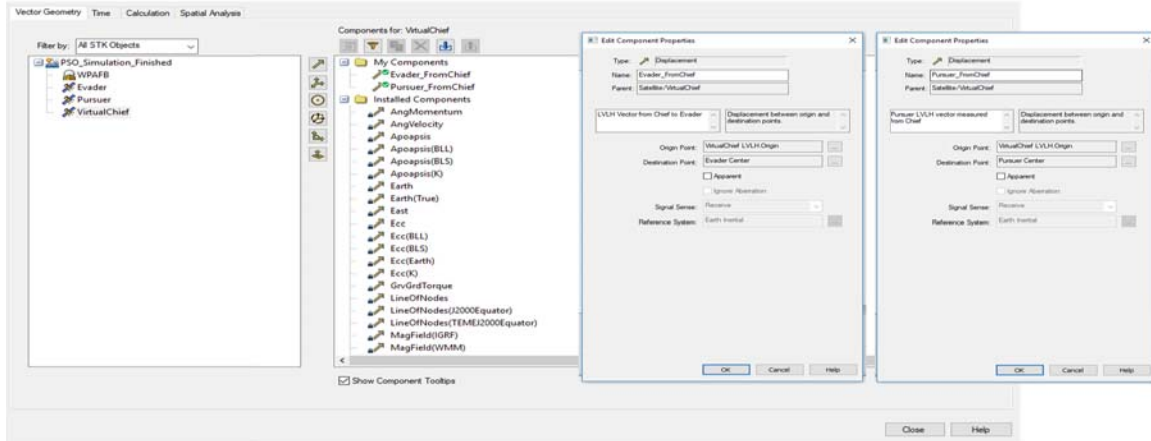 Vector Geometry Time Calculation Spatial Analysis
Filter by: All STK Objects
PSO_Simulation_Finished
WPAFB
Evader
Pursuer
VirtualChief
Components for: VirtualChief
My Components
Evader_FromChief
Pursuer_FromChief
Installed Components
AngMomentum
AngVelocity
Apoapsis
Apoapsis(BLL)
Apoapsis(BLS)
Apoapsis(K)
Earth
Earth(True)
East
Ecc
Ecc(BLL)
Ecc(BLS)
Ecc(Earth)
Ecc(K)
GrvGrdTorque
LineOfNodes
LineOfNodes(J2000Equator)
LineOfNodes(TEMEJ2000Equator)
MagField(IGRF)
MagField(WMM)
Show Component Tooltips
Edit Component Properties
Type: Displacement
Name: Evader_FromChief
Parent: Satellite/VirtualChief
LVLH Vector from Chief to Evader
Displacement between origin and
destination points.
Origin Point: VirtualChief LVLH.Origin
Destination Point: Evader Center
Apparent
Ignore Aberration
Signal Sense: Receive
Reference System: Earth Inertial
OK Cancel Help
Edit Component Properties
Type: Displacement
Name: Pursuer_FromChief
Parent: Satellite/VirtualChief
Pursuer LVLH vector measured
from Chief
Displacement between origin and
destination points.
Origin Point: VirtualChief LVLH.Origin
Destination Point: Pursuer Center
Apparent
Ignore Aberration
Signal Sense: Receive
Reference System: Earth Inertial
OK Cancel Help
Close Help